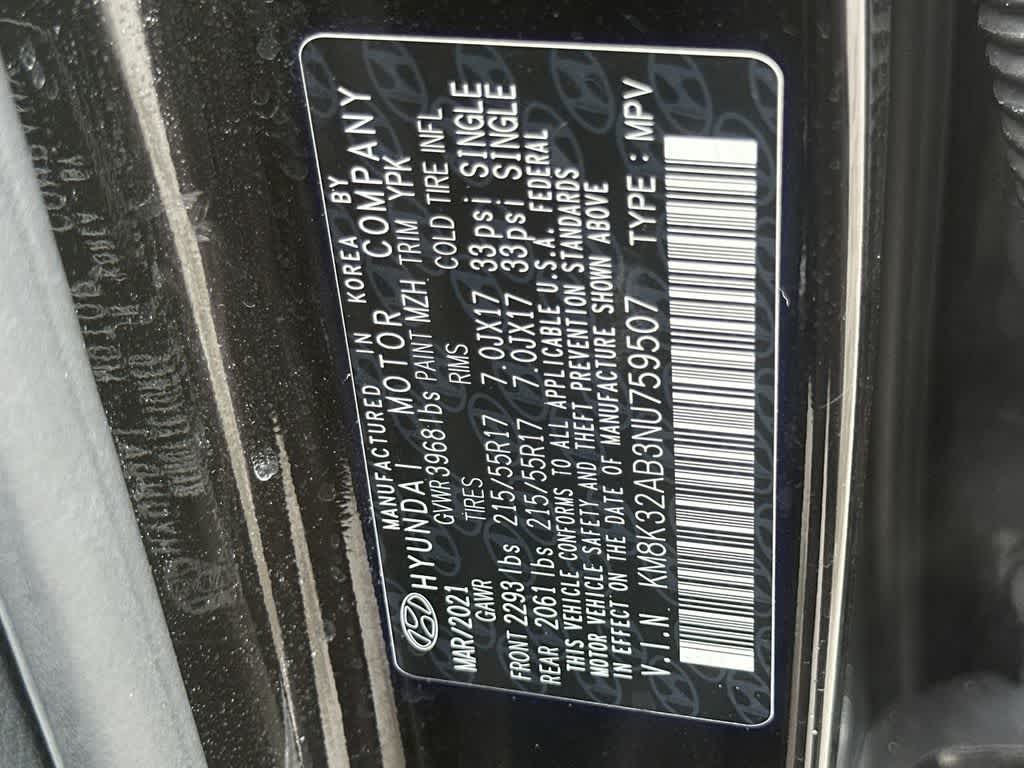 MANUFACTURED IN KOREA BY
HYUNDAI MOTOR COMPANY
MAR/2021 GVWR 3968 lbs PAINT MZH TRIM YPK
GAWR TIRES RIMS COLD TIRE INFL
FRONT 2293 lbs 215/55R17 7.0JX17 33psi SINGLE
REAR 2061 lbs 215/55R17 7.0JX17 33psi SINGLE
THIS VEHICLE CONFORMS TO ALL APPLICABLE U.S.A. FEDERAL
MOTOR VEHICLE SAFETY AND THEFT PREVENTION STANDARDS
IN EFFECT ON THE DATE OF MANUFACTURE SHOWN ABOVE
V.I.N. KM8K32AB3NU759507 TYPE : MPV